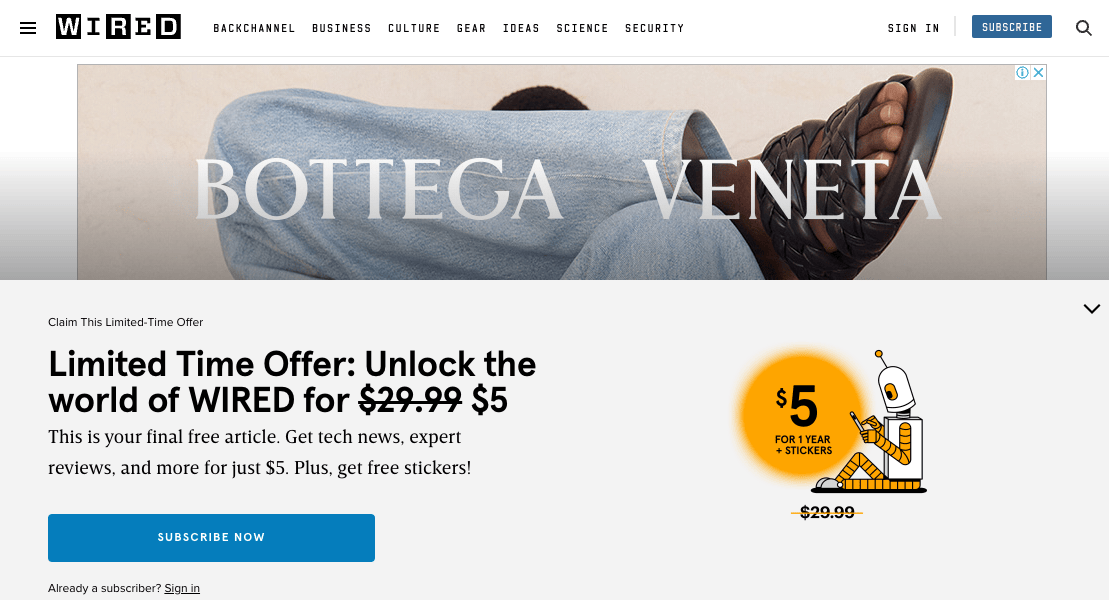 WIRED
BACKCHANNEL BUSINESS CULTURE GEAR IDEAS SCIENCE SECURITY
SIGN IN
SUBSCRIBE
BOTTEGA VENETA
Claim This Limited-Time Offer
Limited Time Offer: Unlock the
world of WIRED for $29.99 $5
This is your final free article. Get tech news, expert
reviews, and more for just $5. Plus, get free stickers!
SUBSCRIBE NOW
Already a subscriber? Sign in
$5
FOR 1 YEAR
+ STICKERS
$29.99